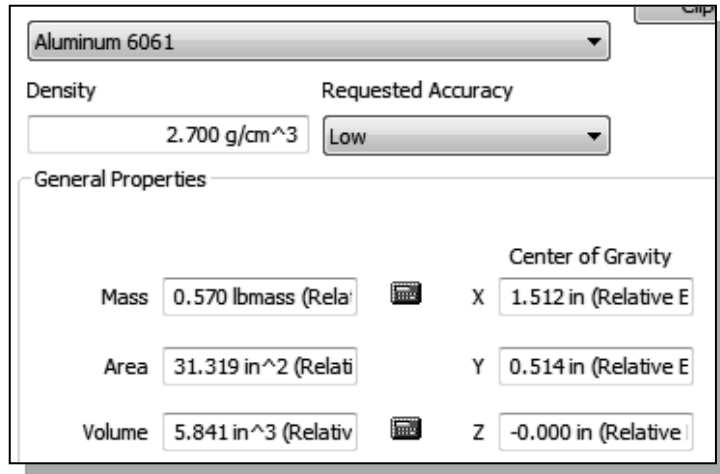 Clip
Aluminum 6061
Density Requested Accuracy
2.700 g/cm^3 Low
General Properties
Center of Gravity
Mass 0.570 lbmass (Relat X 1.512 in (Relative E
Area 31.319 in^2 (Relati Y 0.514 in (Relative E
Volume 5.841 in^3 (Relativ Z -0.000 in (Relative